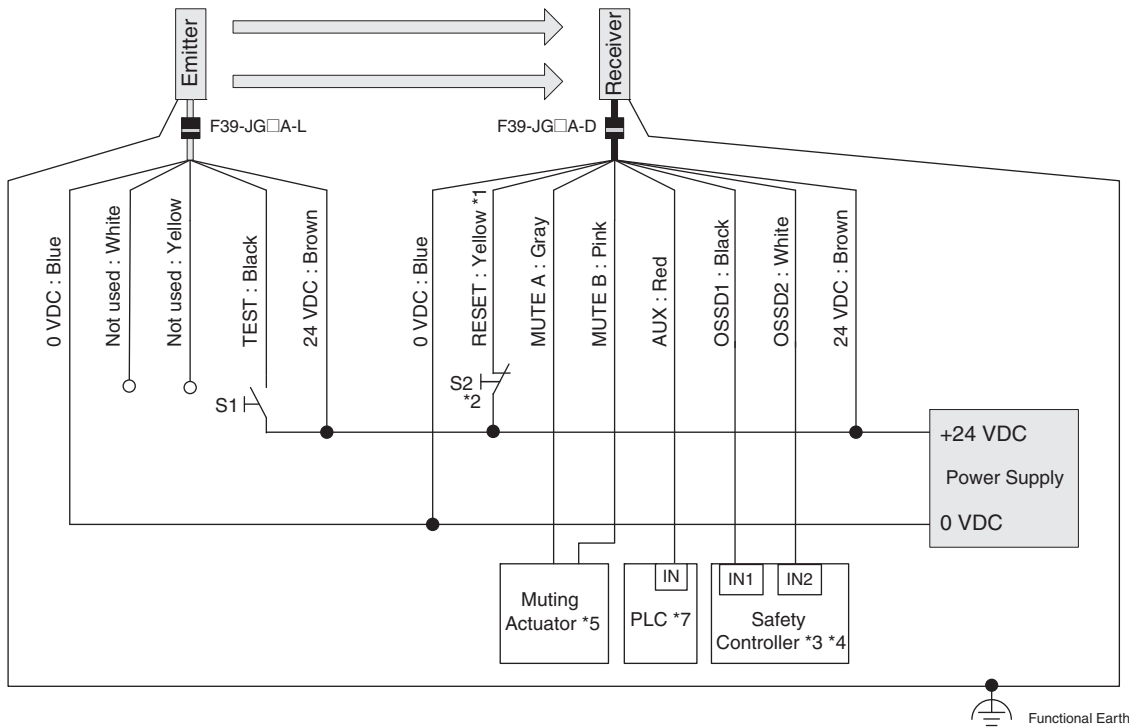 Emitter
Receiver
F39-JG□A-L
F39-JG□A-D
0 VDC : Blue
Not used : White
Not used : Yellow
TEST : Black
24 VDC : Brown
0 VDC : Blue
RESET : Yellow *1
MUTE A : Gray
MUTE B : Pink
AUX : Red
OSSD1 : Black
OSSD2 : White
24 VDC : Brown
S1
S2
*2
+24 VDC
Power Supply
0 VDC
Muting
Actuator *5
IN
PLC *7
IN1
IN2
Safety
Controller *3 *4
Functional Earth